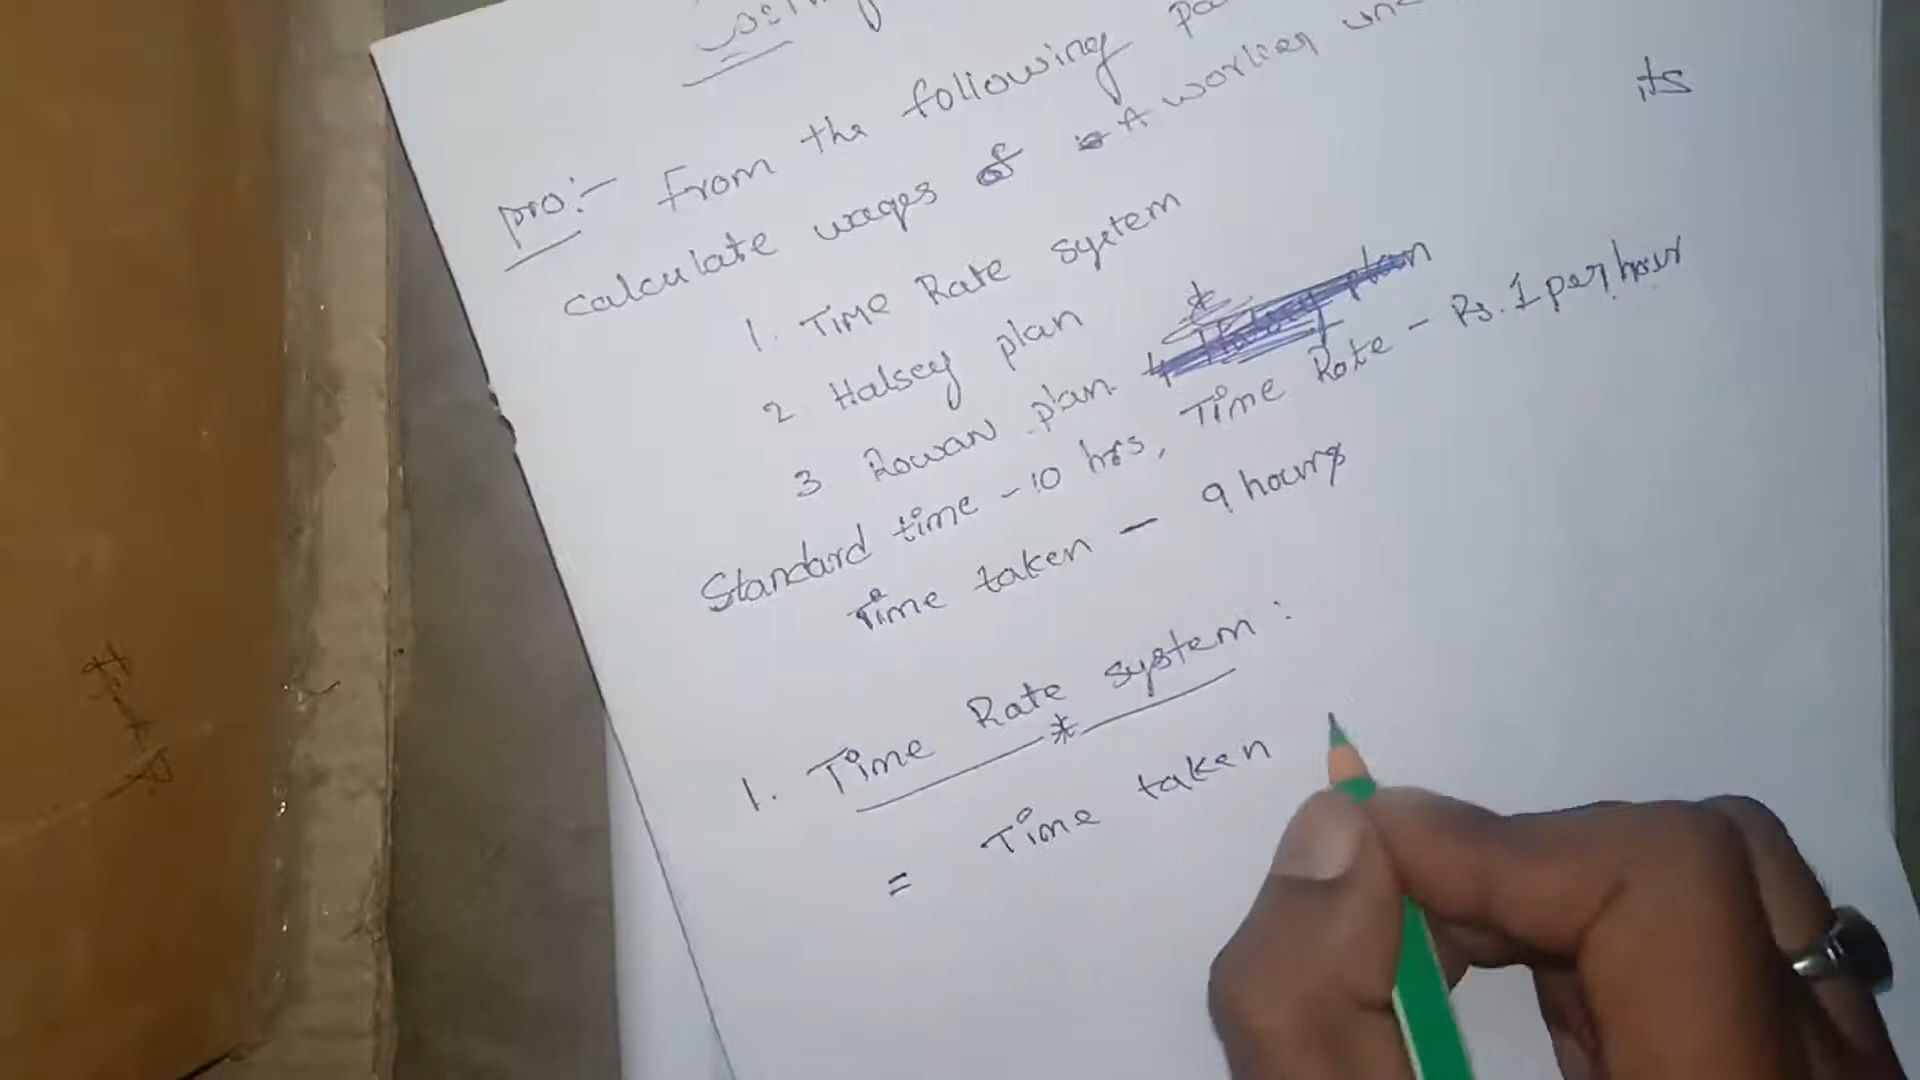 pro:- From the following
calculate wages of A worker
its
1. Time Rate system
2 Halsey plan
3 Rowan plan.
Standard time - 10 hrs, Time Rate - Rs. 1 per hour
Time taken - 9 hours
1. Time Rate system:
= Time taken